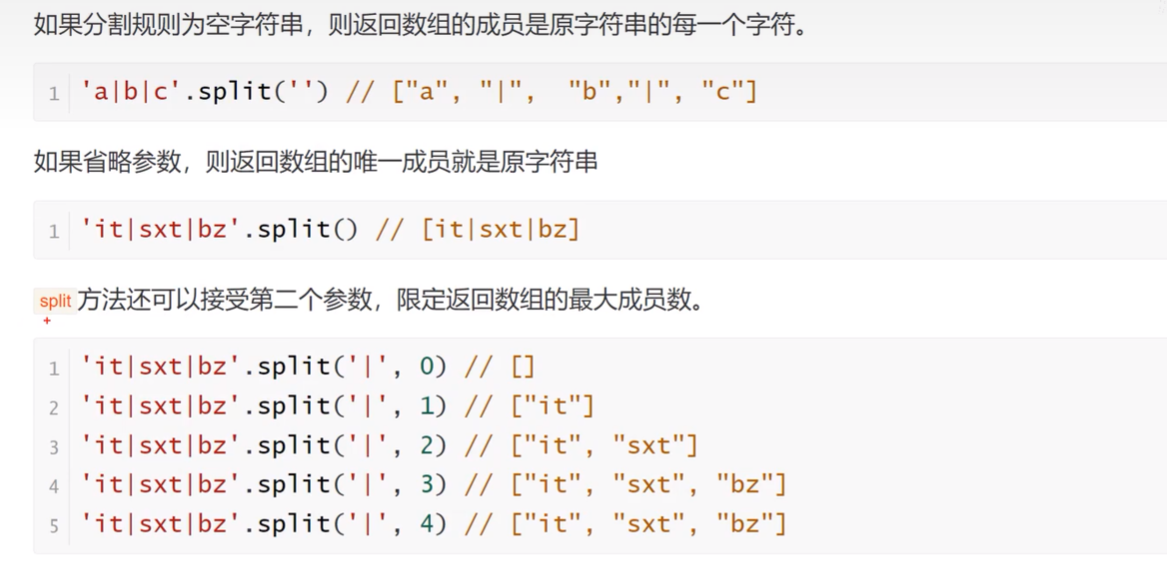 如果分割规则为空字符串，则返回数组的成员是原字符串的每一个字符。
1 'a|b|c'.split('') // ["a", "|",  "b","|", "c"]
如果省略参数，则返回数组的唯一成员就是原字符串
1 'it|sxt|bz'.split() // [it|sxt|bz]
split方法还可以接受第二个参数，限定返回数组的最大成员数。
1 'it|sxt|bz'.split('|', 0) // []
2 'it|sxt|bz'.split('|', 1) // ["it"]
3 'it|sxt|bz'.split('|', 2) // ["it", "sxt"]
4 'it|sxt|bz'.split('|', 3) // ["it", "sxt", "bz"]
5 'it|sxt|bz'.split('|', 4) // ["it", "sxt", "bz"]